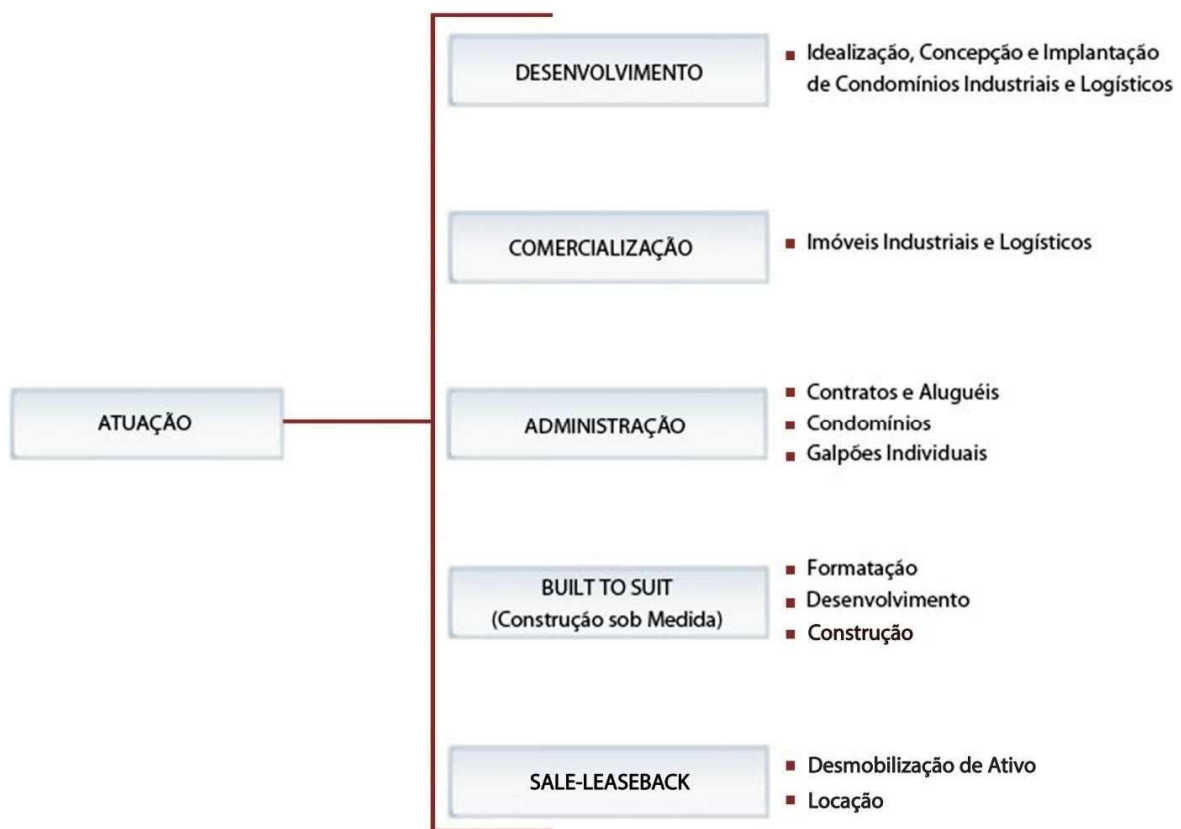 DESENVOLVIMENTO
Idealização, Concepção e Implantação
de Condomínios Industriais e Logísticos
COMERCIALIZAÇÃO
Imóveis Industriais e Logísticos
ATUAÇÃO
ADMINISTRAÇÃO
Contratos e Aluguéis
Condomínios
Galpões Individuais
BUILT TO SUIT
(Construção sob Medida)
Formatação
Desenvolvimento
Construção
SALE-LEASEBACK
Desmobilização de Ativo
Locação